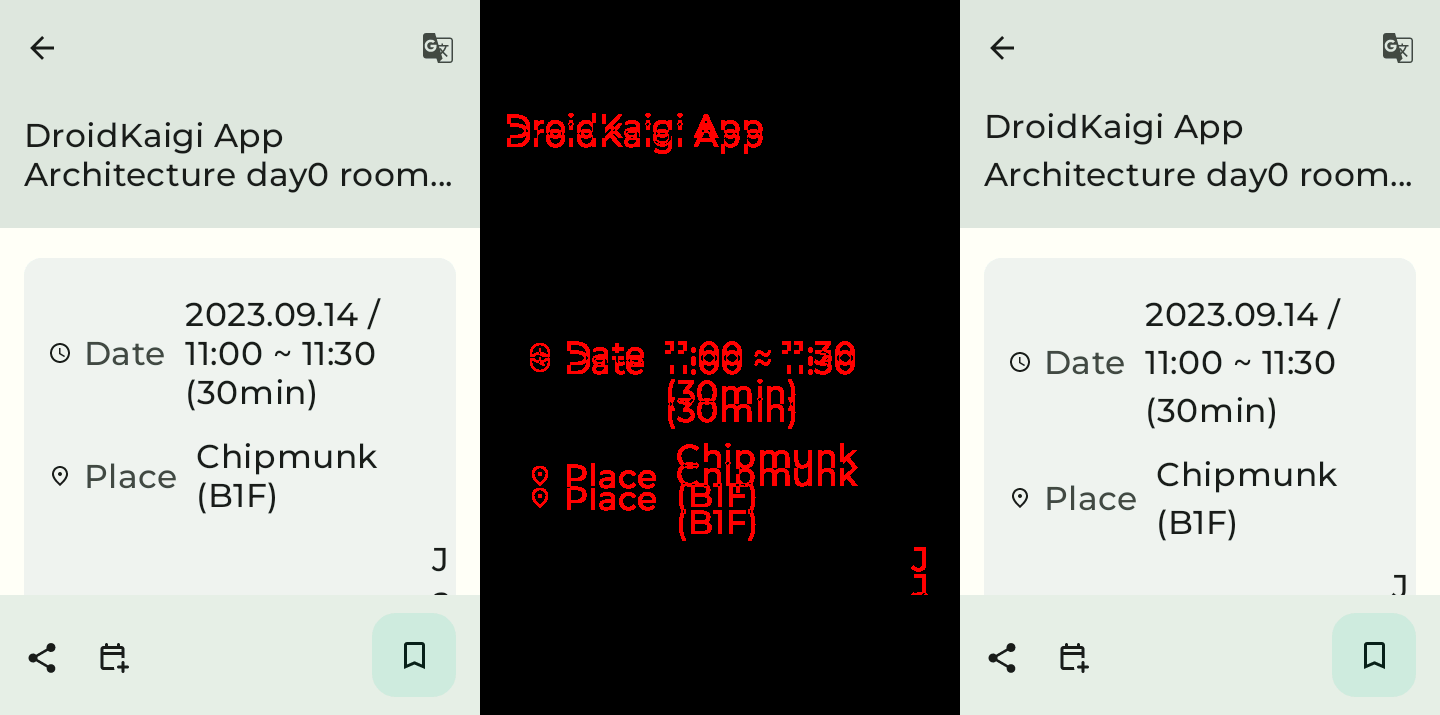 DroidKaigi App
Architecture day0 room...
2023.09.14 /
Date 11:00 ~ 11:30
(30min)
Chipmunk
Place
(B1F)
J
DroidKaigi App
Date 11:00 ~ 11:30
(30min)
Chipmunk
Place
(B1F)
J
DroidKaigi App
Architecture day0 room...
2023.09.14 /
Date 11:00 ~ 11:30
(30min)
Chipmunk
Place
(B1F)
J